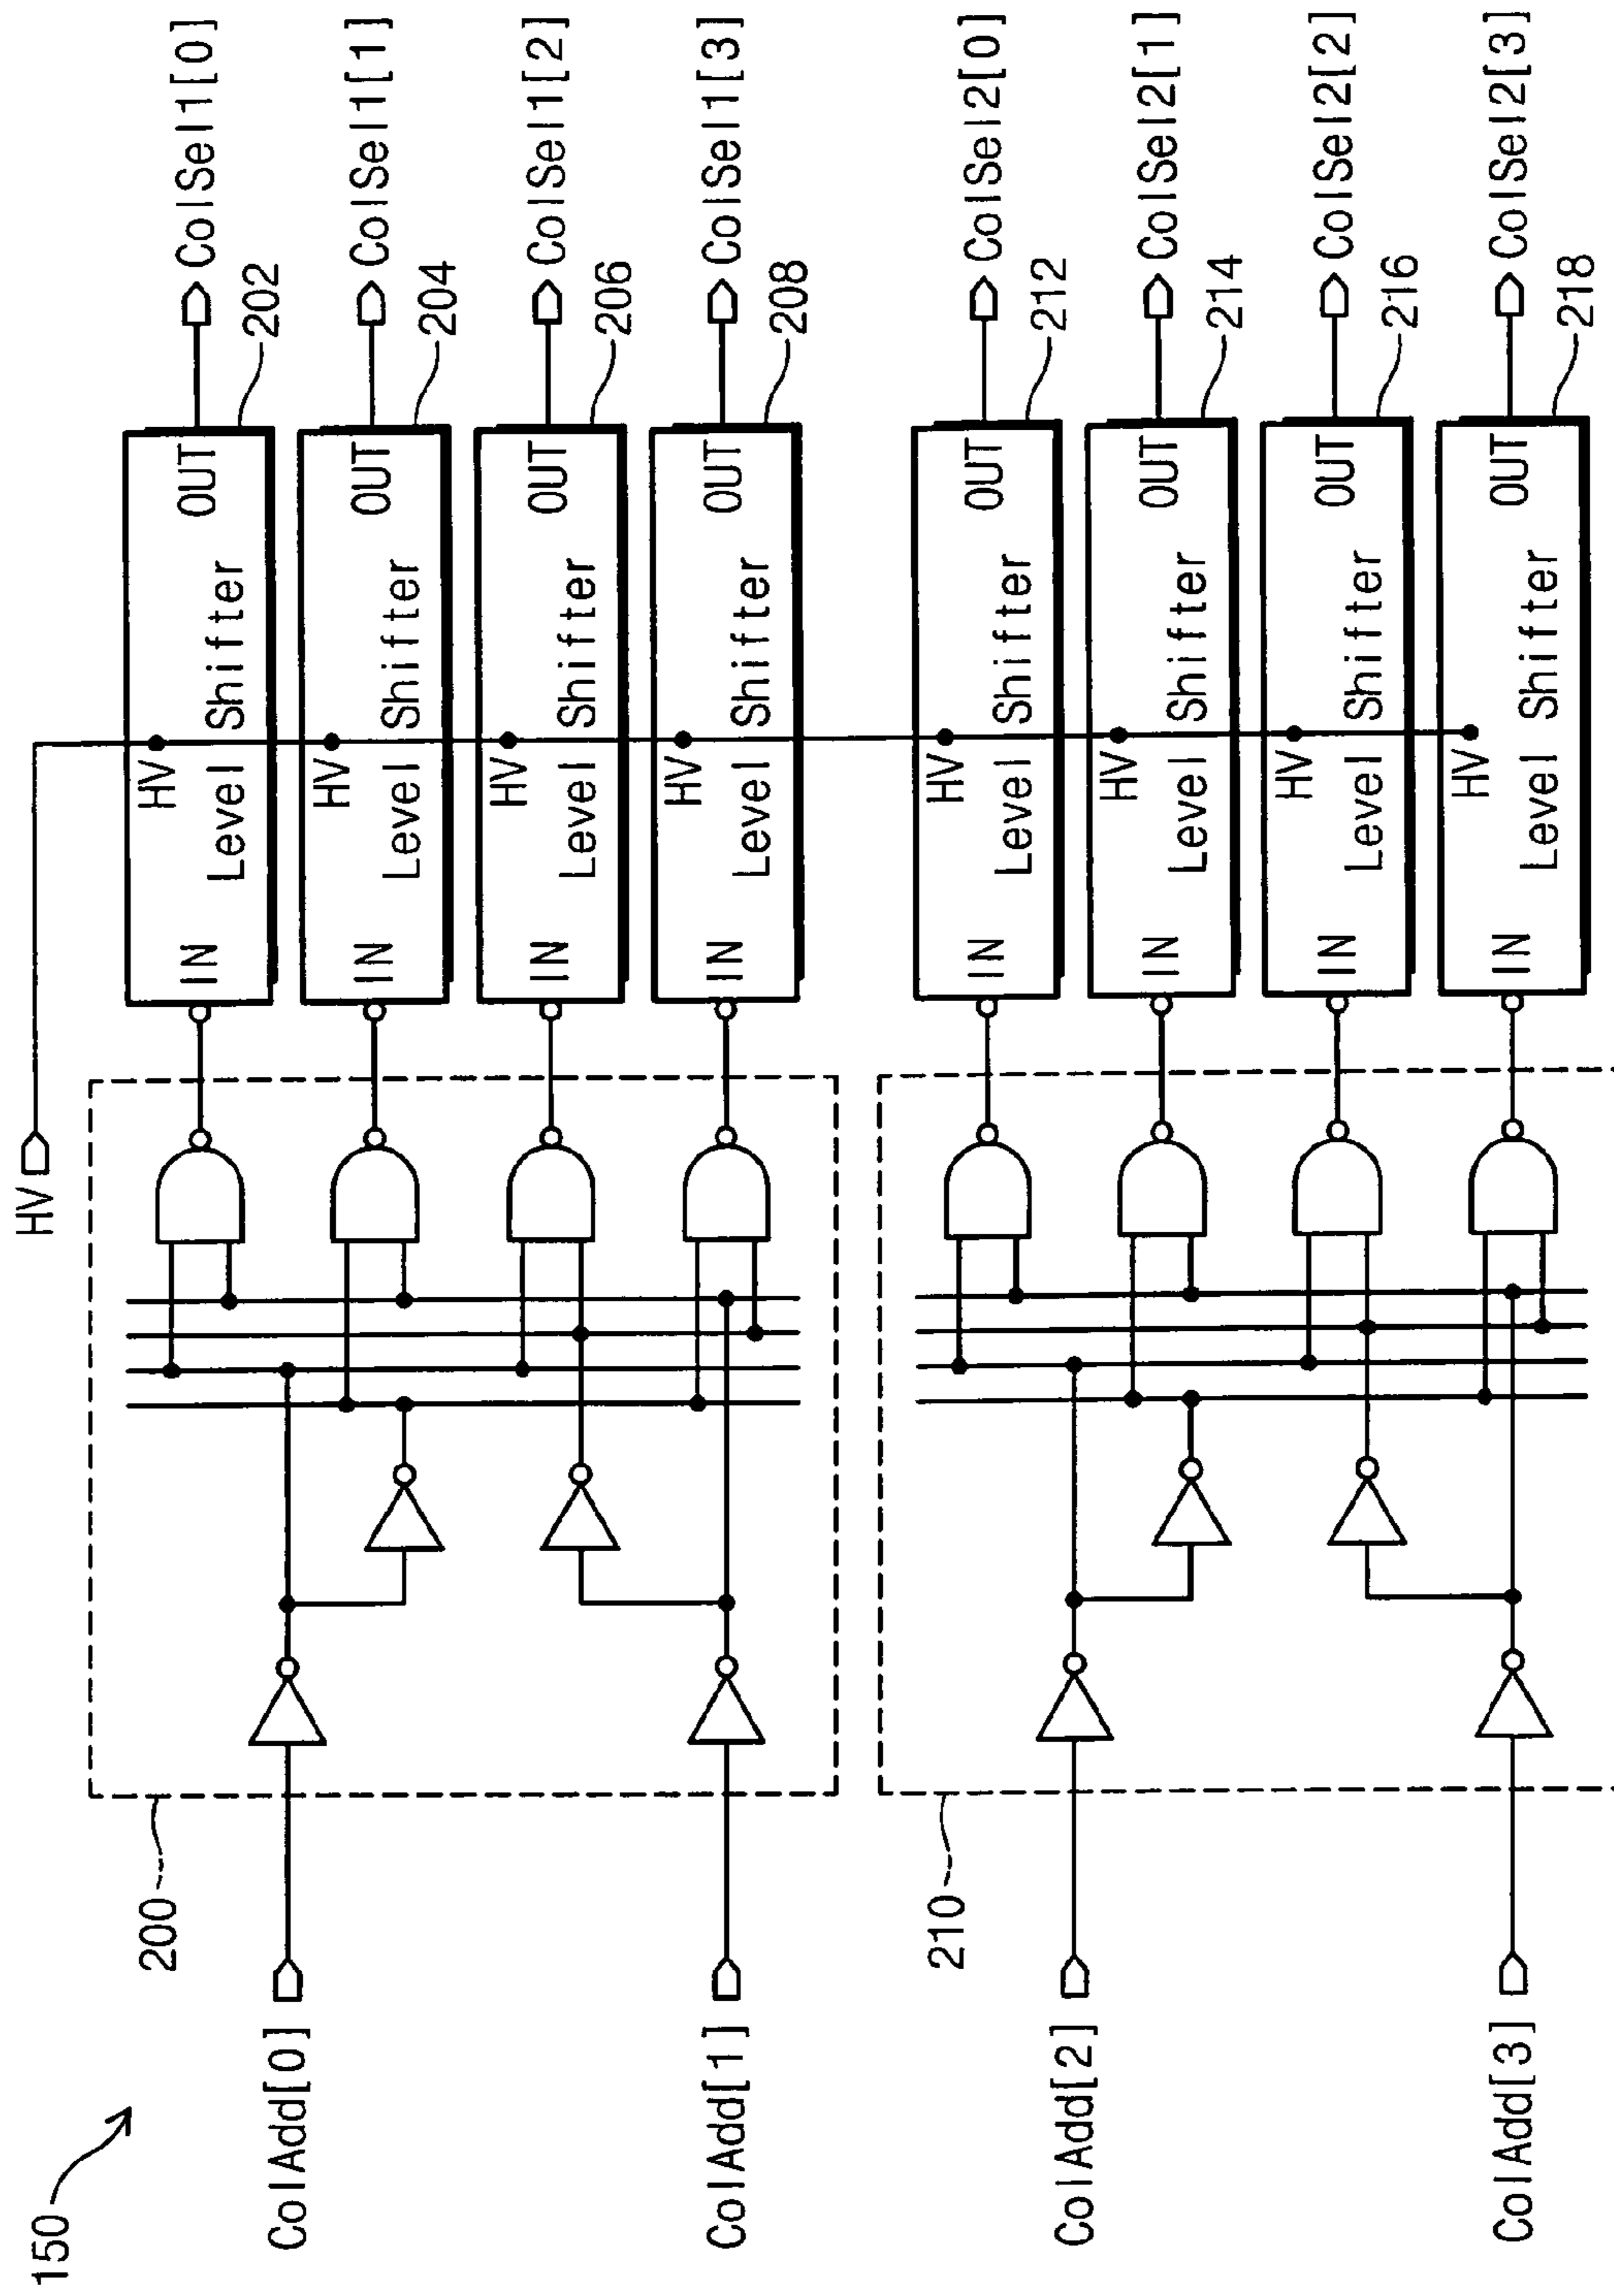 150
HV
200
ColAdd[0]
ColAdd[1]
IN HV Level Shifter OUT
ColSel1[0]
202
IN HV Level Shifter OUT
ColSel1[1]
204
IN HV Level Shifter OUT
ColSel1[2]
206
IN HV Level Shifter OUT
ColSel1[3]
208
210
ColAdd[2]
ColAdd[3]
IN HV Level Shifter OUT
ColSel2[0]
212
IN HV Level Shifter OUT
ColSel2[1]
214
IN HV Level Shifter OUT
ColSel2[2]
216
IN HV Level Shifter OUT
ColSel2[3]
218